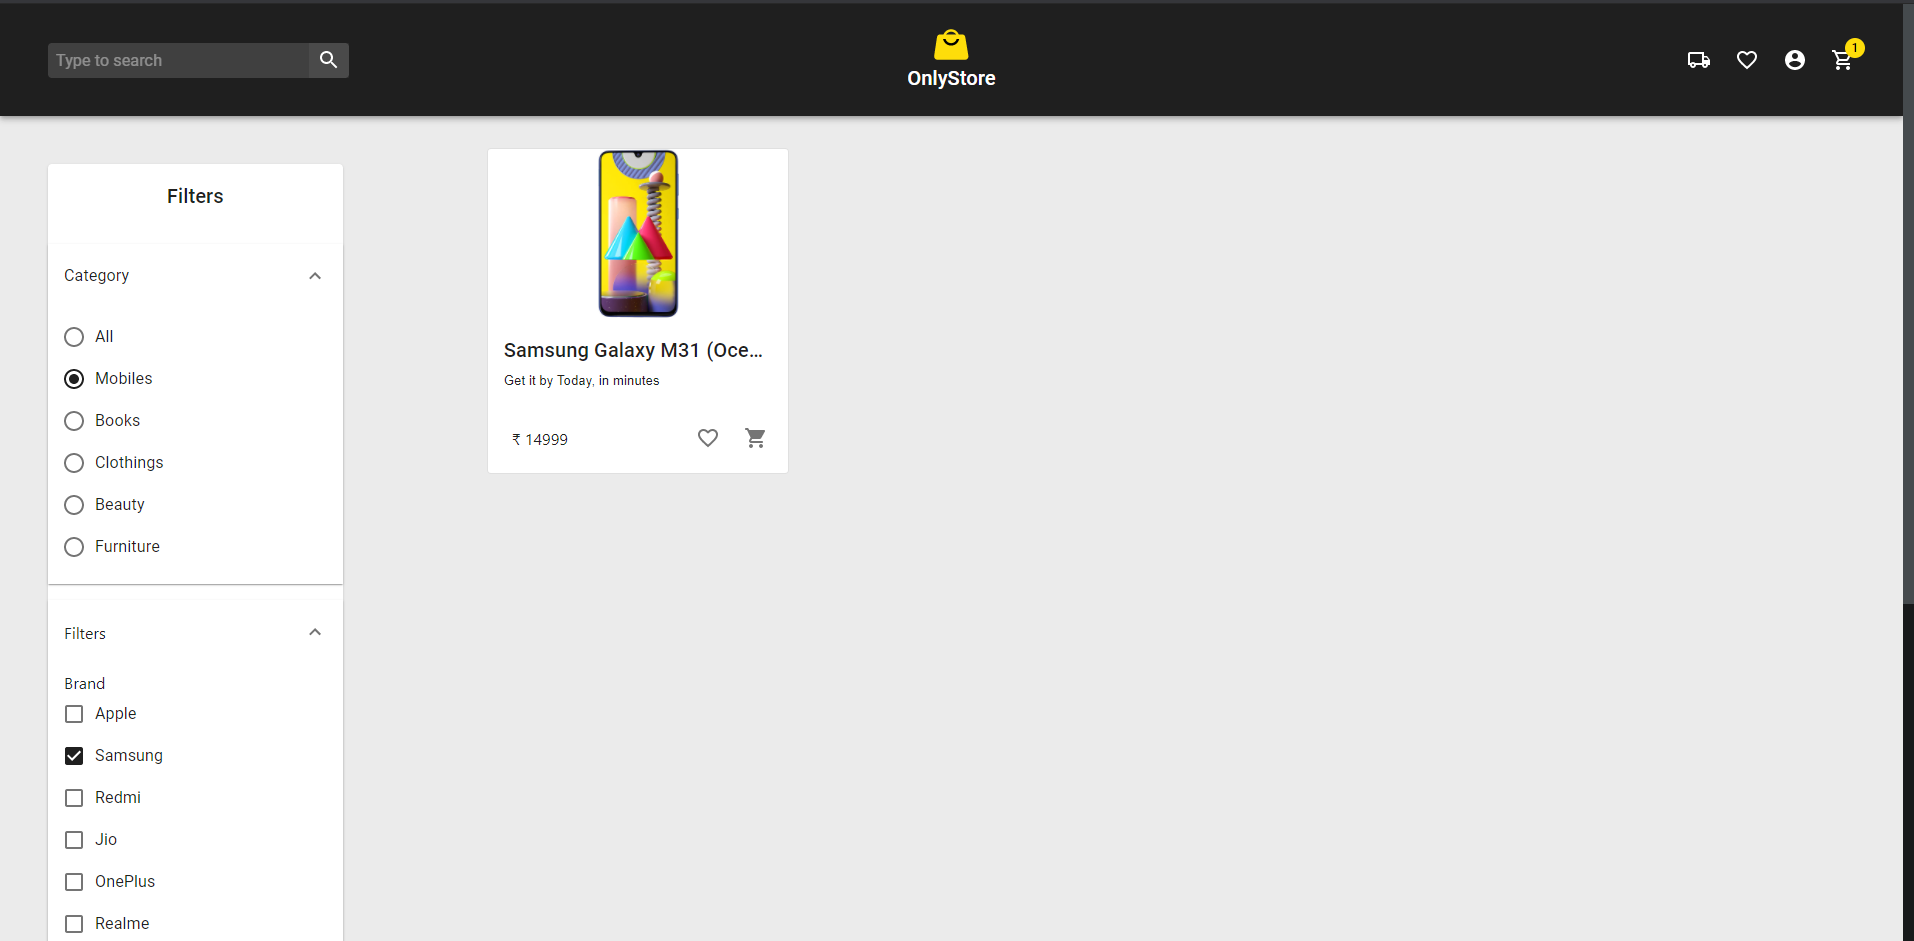 Type to search
OnlyStore
1
Filters
Category
All
Mobiles
Books
Clothings
Beauty
Furniture
Filters
Brand
Apple
Samsung
Redmi
Jio
OnePlus
Realme
Samsung Galaxy M31 (Oce...
Get it by Today, in minutes
₹ 14999